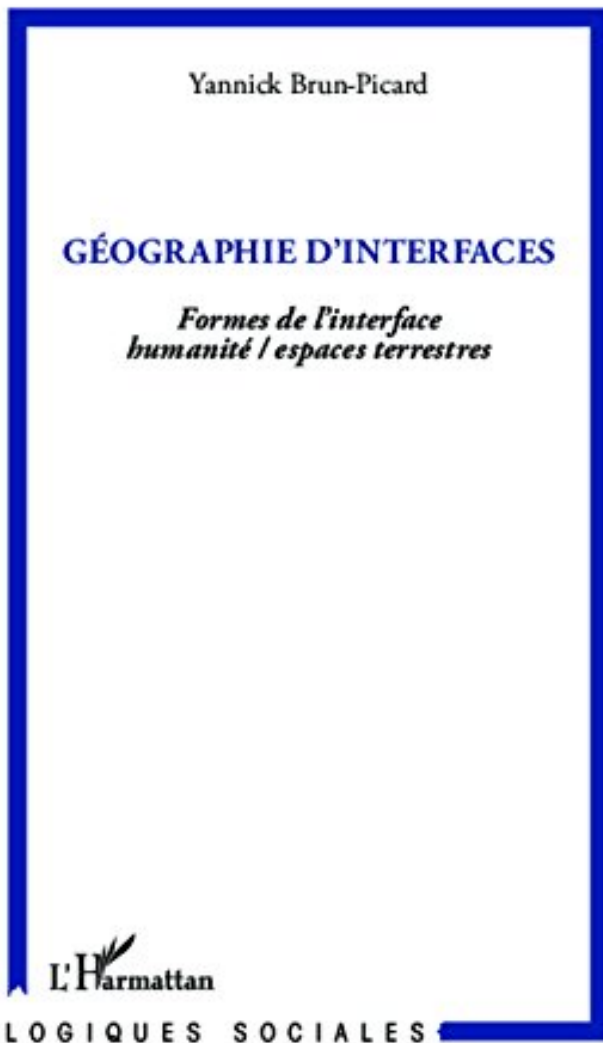 Yannick Brun-Picard
GÉOGRAPHIE D'INTERFACES
Formes de l'interface
humanité / espaces terrestres
L'Harmattan
LOGIQUES SOCIALES